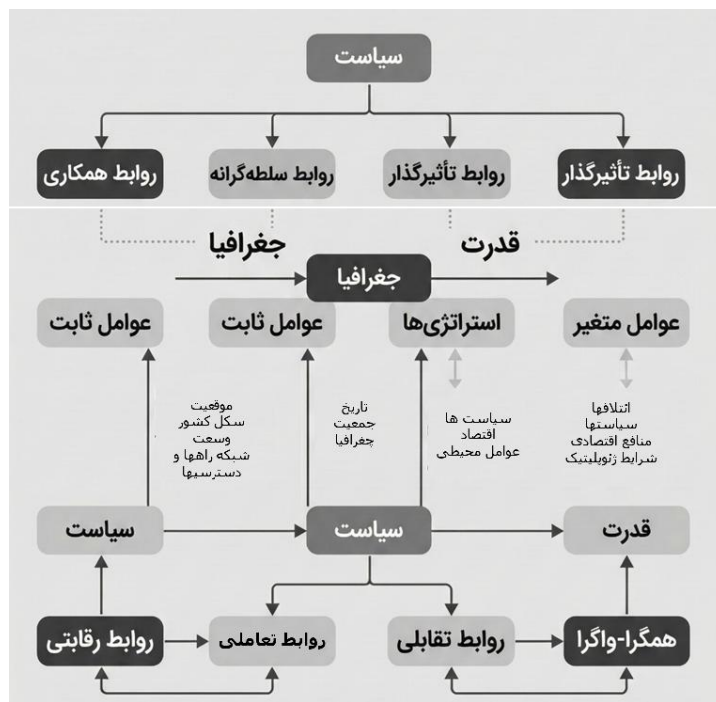 سیاست
روابط تأثیرگذار
روابط تأثیرگذار
روابط سلطه‌گرانه
روابط همکاری
قدرت
جغرافیا
جغرافیا
عوامل متغیر
استراتژی‌ها
عوامل ثابت
عوامل ثابت
ائتلافها
سیاستها
منافع اقتصادی
شرایط ژئوپلیتیک
سیاست ها
اقتصاد
عوامل محیطی
تاریخ
جمعیت
جغرافیا
موقعیت
سکل کشور
وسعت
شبکه راهها و
دسترسیها
قدرت
سیاست
سیاست
همگرا-واگرا
روابط تقابلی
روابط تعاملی
روابط رقابتی